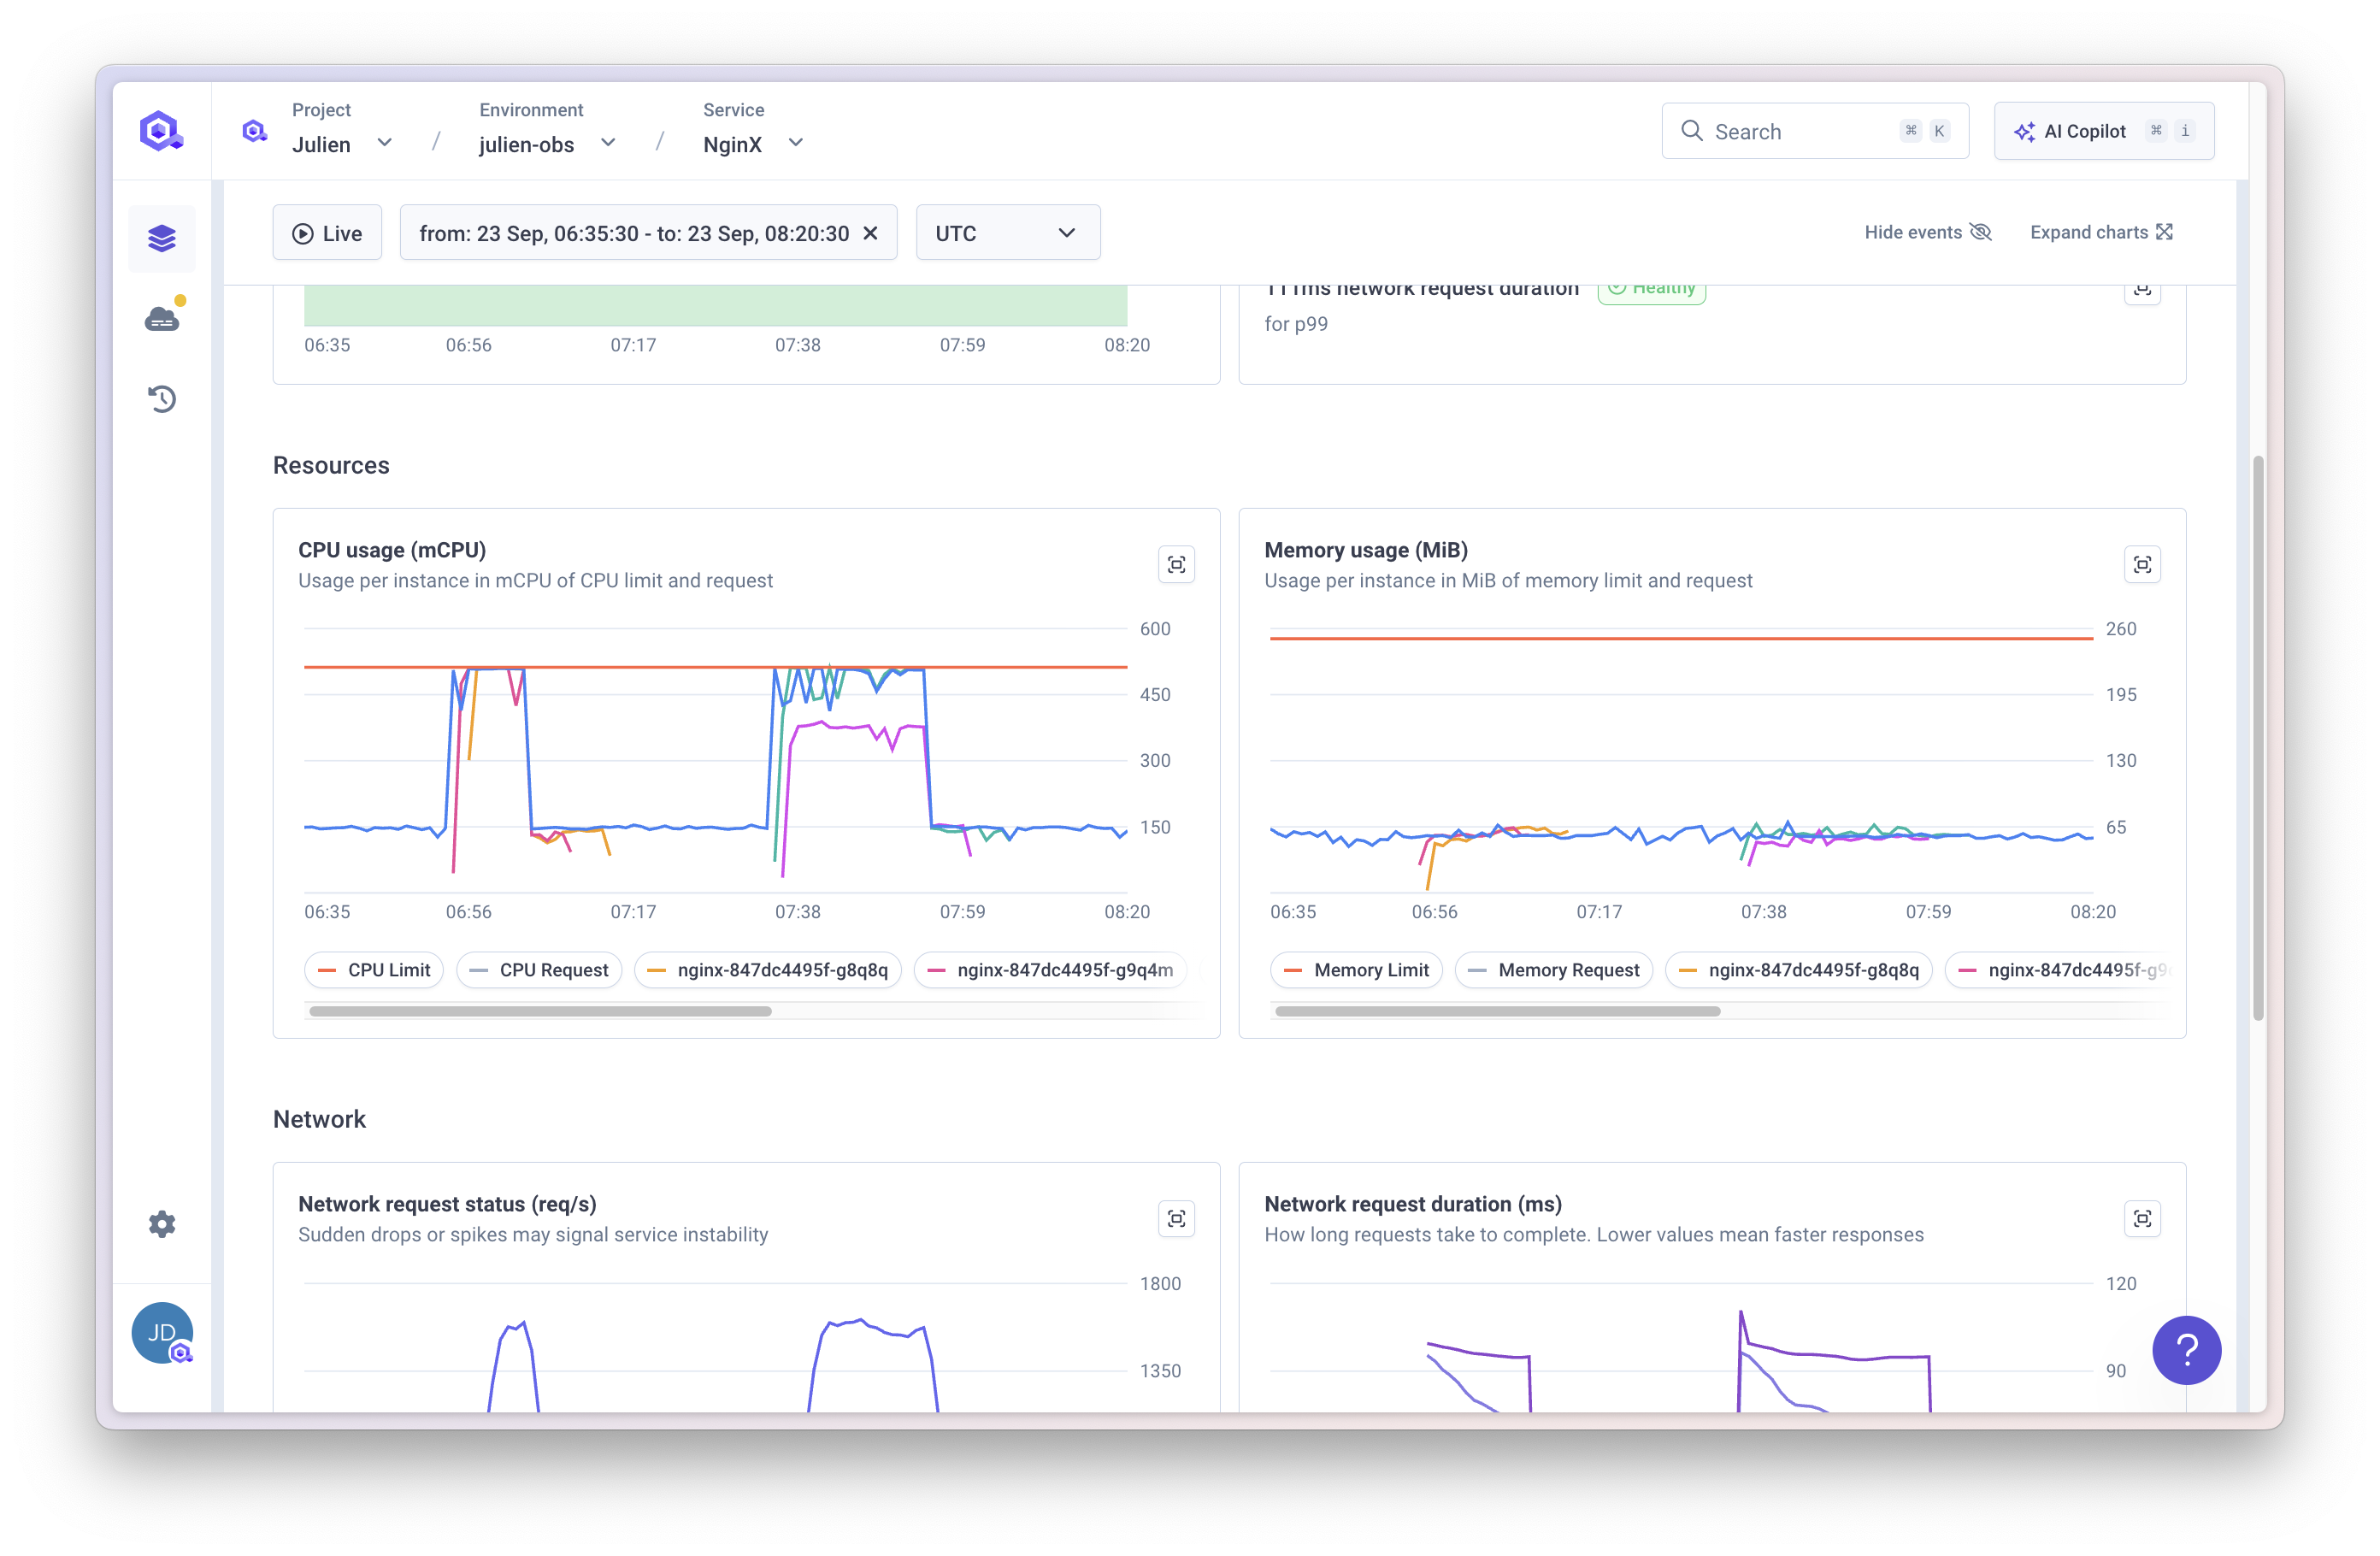 Project
Julien
/
Environment
julien-obs
/
Service
NginX
Search ⌘ K
AI Copilot ⌘ i
Live
from: 23 Sep, 06:35:30 - to: 23 Sep, 08:20:30
UTC
Hide events
Expand charts
06:35 06:56 07:17 07:38 07:59 08:20
111ms network request duration
Healthy
for p99
Resources
CPU usage (mCPU)
Usage per instance in mCPU of CPU limit and request
600
450
300
150
06:35 06:56 07:17 07:38 07:59 08:20
CPU Limit
CPU Request
nginx-847dc4495f-g8q8q
nginx-847dc4495f-g9q4m
Memory usage (MiB)
Usage per instance in MiB of memory limit and request
260
195
130
65
06:35 06:56 07:17 07:38 07:59 08:20
Memory Limit
Memory Request
nginx-847dc4495f-g8q8q
nginx-847dc4495f-g9
Network
Network request status (req/s)
Sudden drops or spikes may signal service instability
1800
1350
Network request duration (ms)
How long requests take to complete. Lower values mean faster responses
120
90
JD
?